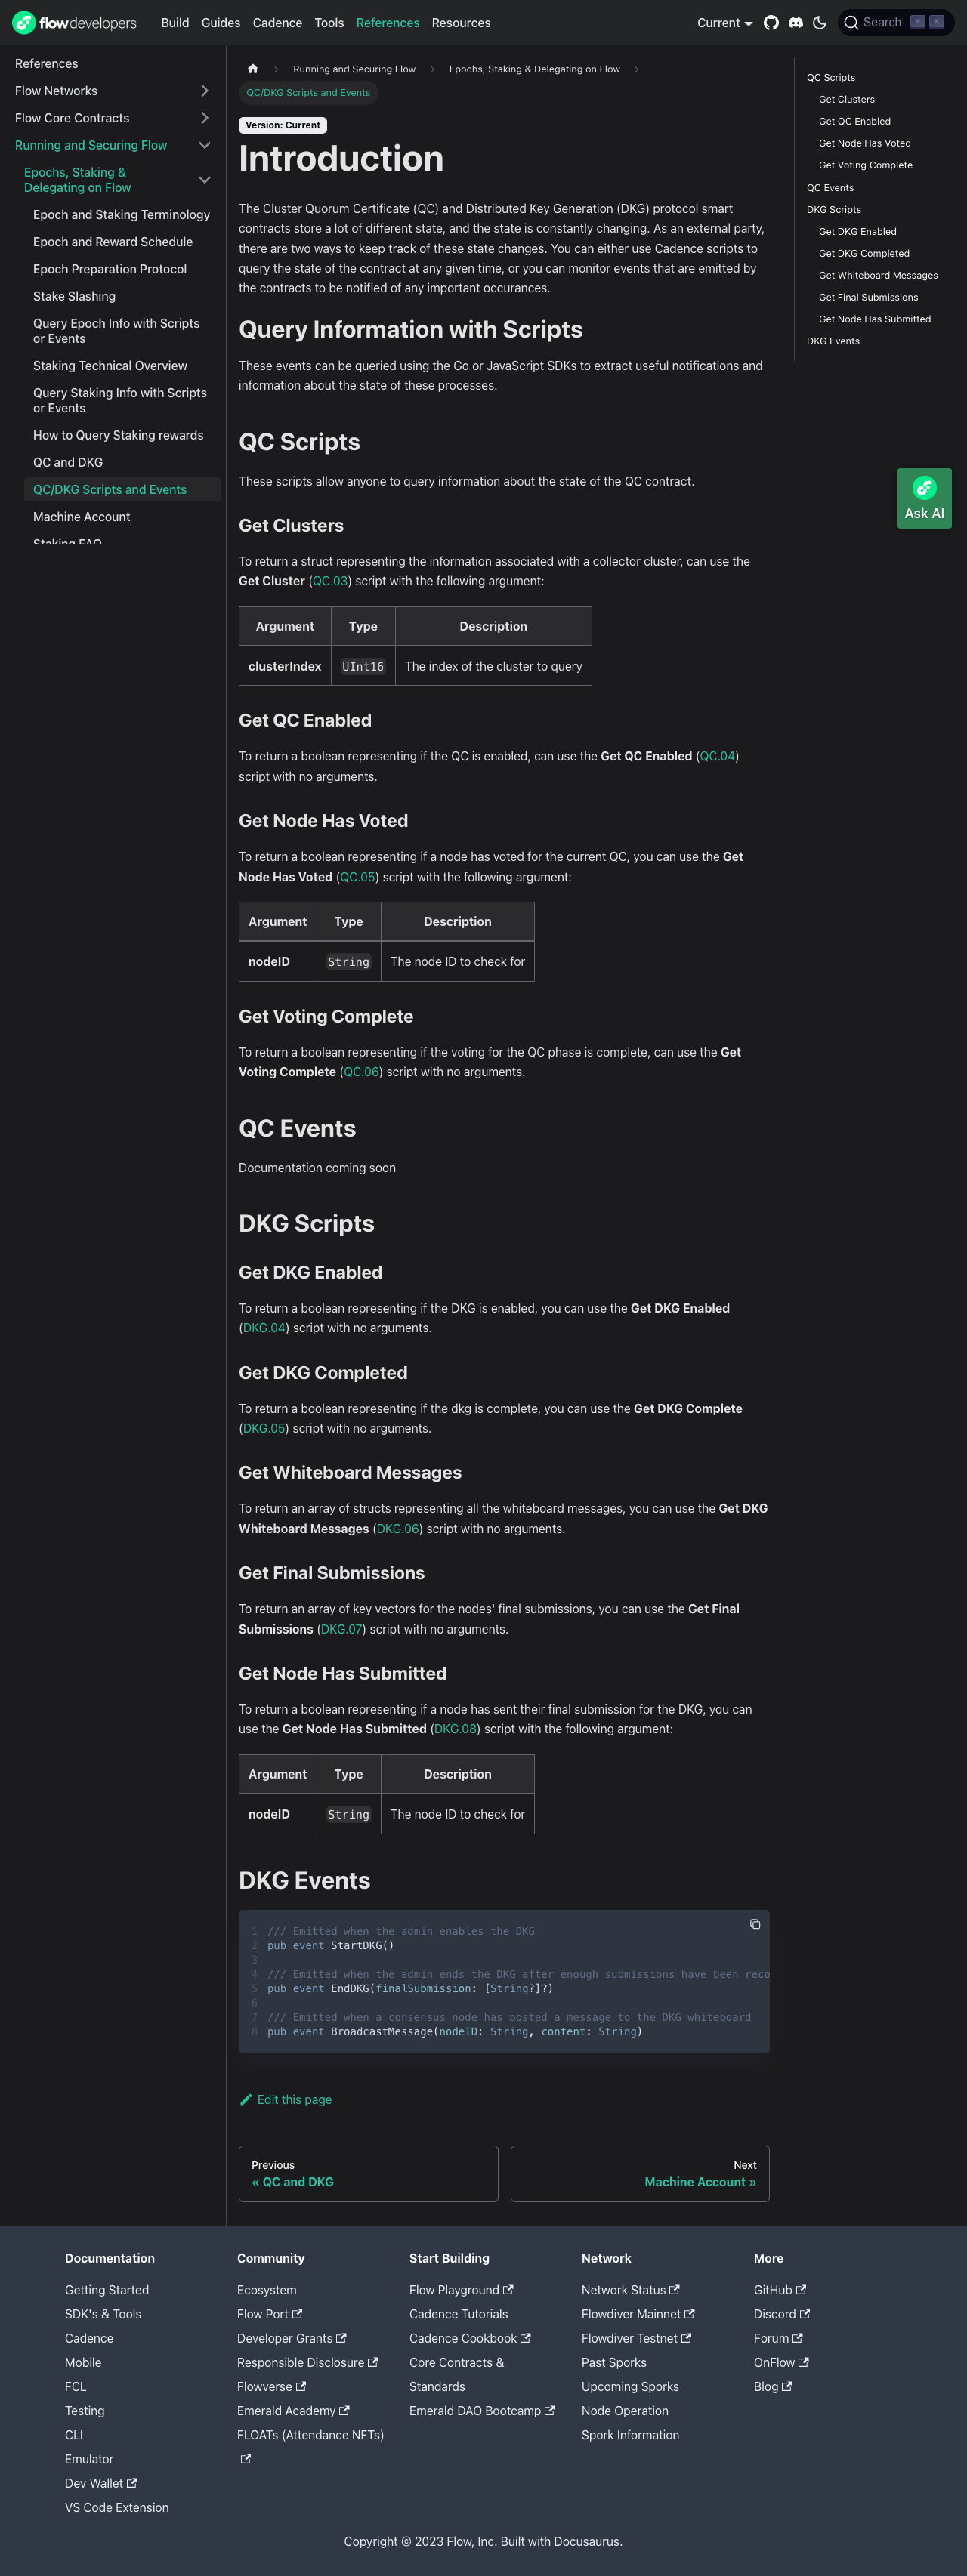 flow developers
Build Guides Cadence Tools References Resources
Current
Search ⌘ K
References
Flow Networks
Flow Core Contracts
Running and Securing Flow
Epochs, Staking &
Delegating on Flow
Epoch and Staking Terminology
Epoch and Reward Schedule
Epoch Preparation Protocol
Stake Slashing
Query Epoch Info with Scripts
or Events
Staking Technical Overview
Query Staking Info with Scripts
or Events
How to Query Staking rewards
QC and DKG
QC/DKG Scripts and Events
Machine Account
Staking FAQ
Running and Securing Flow
Epochs, Staking & Delegating on Flow
QC/DKG Scripts and Events
Version: Current
Introduction
The Cluster Quorum Certificate (QC) and Distributed Key Generation (DKG) protocol smart
contracts store a lot of different state, and the state is constantly changing. As an external party,
there are two ways to keep track of these state changes. You can either use Cadence scripts to
query the state of the contract at any given time, or you can monitor events that are emitted by
the contracts to be notified of any important occurances.
Query Information with Scripts
These events can be queried using the Go or JavaScript SDKs to extract useful notifications and
information about the state of these processes.
QC Scripts
These scripts allow anyone to query information about the state of the QC contract.
Get Clusters
To return a struct representing the information associated with a collector cluster, can use the
Get Cluster (QC.03) script with the following argument:
Argument Type Description
clusterIndex UInt16 The index of the cluster to query
Get QC Enabled
To return a boolean representing if the QC is enabled, can use the Get QC Enabled (QC.04)
script with no arguments.
Get Node Has Voted
To return a boolean representing if a node has voted for the current QC, you can use the Get
Node Has Voted (QC.05) script with the following argument:
Argument Type Description
nodeID String The node ID to check for
Get Voting Complete
To return a boolean representing if the voting for the QC phase is complete, can use the Get
Voting Complete (QC.06) script with no arguments.
QC Events
Documentation coming soon
DKG Scripts
Get DKG Enabled
To return a boolean representing if the DKG is enabled, you can use the Get DKG Enabled
(DKG.04) script with no arguments.
Get DKG Completed
To return a boolean representing if the dkg is complete, you can use the Get DKG Complete
(DKG.05) script with no arguments.
Get Whiteboard Messages
To return an array of structs representing all the whiteboard messages, you can use the Get DKG
Whiteboard Messages (DKG.06) script with no arguments.
Get Final Submissions
To return an array of key vectors for the nodes' final submissions, you can use the Get Final
Submissions (DKG.07) script with no arguments.
Get Node Has Submitted
To return a boolean representing if a node has sent their final submission for the DKG, you can
use the Get Node Has Submitted (DKG.08) script with the following argument:
Argument Type Description
nodeID String The node ID to check for
DKG Events
1 /// Emitted when the admin enables the DKG
2 pub event StartDKG()
3
4 /// Emitted when the admin ends the DKG after enough submissions have been reco
5 pub event EndDKG(finalSubmission: [String?]?)
6
7 /// Emitted when a consensus node has posted a message to the DKG whiteboard
8 pub event BroadcastMessage(nodeID: String, content: String)
Edit this page
Previous
« QC and DKG
Next
Machine Account »
QC Scripts
Get Clusters
Get QC Enabled
Get Node Has Voted
Get Voting Complete
QC Events
DKG Scripts
Get DKG Enabled
Get DKG Completed
Get Whiteboard Messages
Get Final Submissions
Get Node Has Submitted
DKG Events
Ask AI
Documentation
Getting Started
SDK's & Tools
Cadence
Mobile
FCL
Testing
CLI
Emulator
Dev Wallet
VS Code Extension
Community
Ecosystem
Flow Port
Developer Grants
Responsible Disclosure
Flowverse
Emerald Academy
FLOATs (Attendance NFTs)
Start Building
Flow Playground
Cadence Tutorials
Cadence Cookbook
Core Contracts &
Standards
Emerald DAO Bootcamp
Network
Network Status
Flowdiver Mainnet
Flowdiver Testnet
Past Sporks
Upcoming Sporks
Node Operation
Spork Information
More
GitHub
Discord
Forum
OnFlow
Blog
Copyright © 2023 Flow, Inc. Built with Docusaurus.